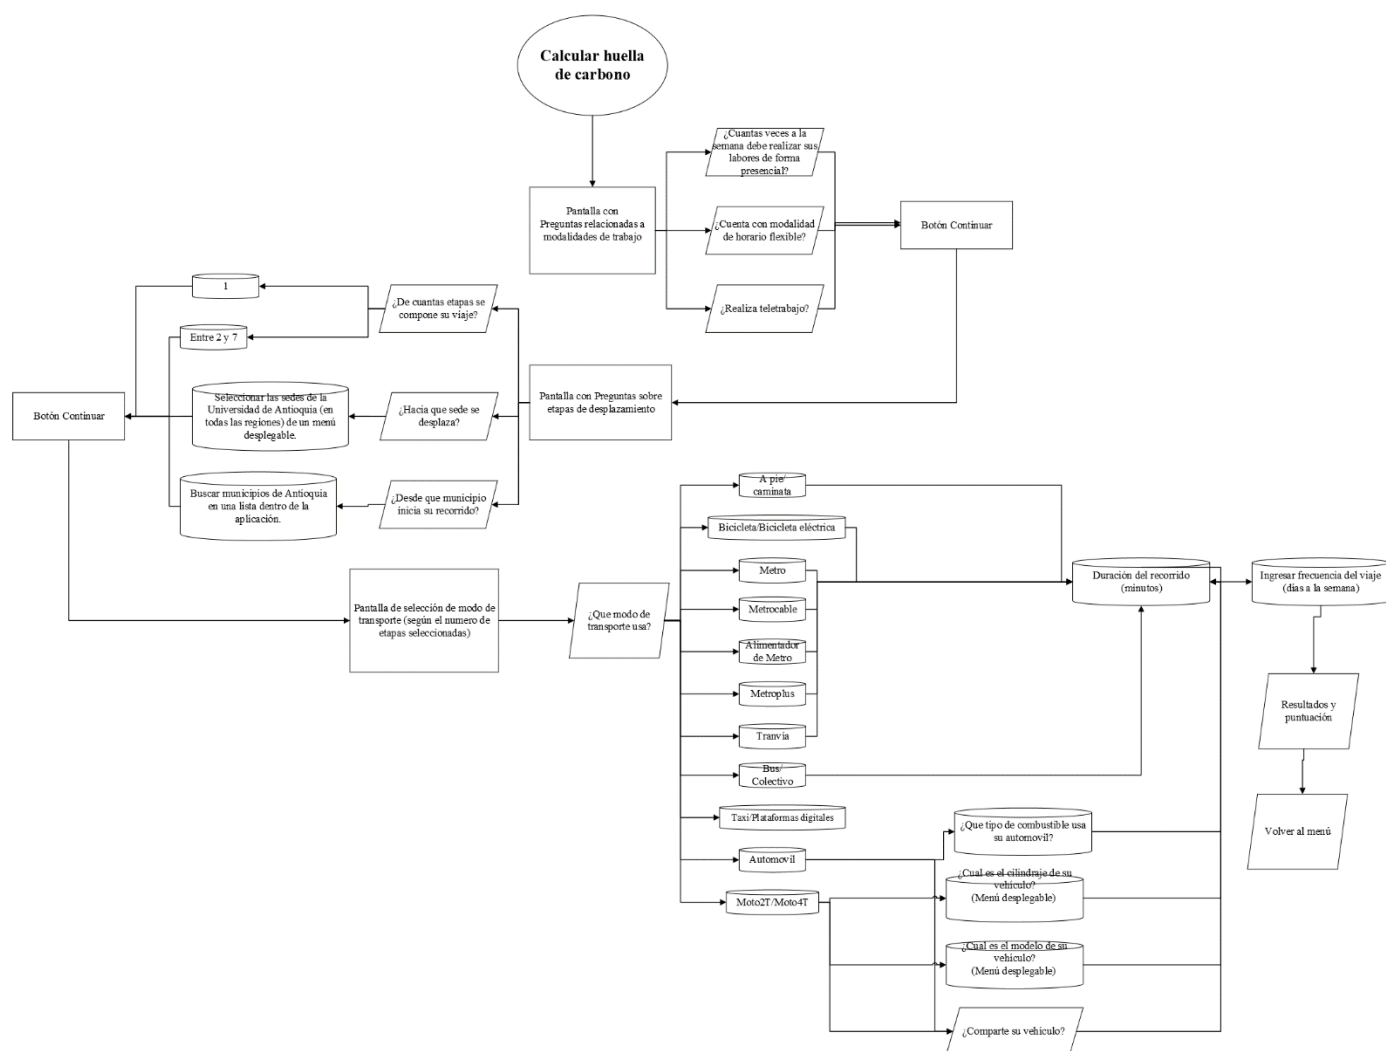 Calcular huella
de carbono
¿Cuantas veces a la
semana debe realizar sus
labores de forma
presencial?
Pantalla con
Preguntas relacionadas a
modalidades de trabajo
¿Cuenta con modalidad
de horario flexible?
Botón Continuar
¿Realiza teletrabajo?
1
¿De cuantas etapas se
compone su viaje?
Entre 2 y 7
Botón Continuar
Seleccionar las sedes de la
Universidad de Antioquia (en
todas las regiones) de un menú
desplegable.
¿Hacia que sede se
desplaza?
Pantalla con Preguntas sobre
etapas de desplazamiento
Buscar municipios de Antioquia
en una lista dentro de la
aplicación.
¿Desde que municipio
inicia su recorrido?
Pantalla de selección de modo de
transporte (según el numero de
etapas seleccionadas)
¿Que modo de
transporte usa?
A pie/
caminata
Bicicleta/Bicicleta eléctrica
Metro
Metrocable
Alimentador
de Metro
Metroplus
Tranvía
Bus/
Colectivo
Taxi/Plataformas digitales
Automovil
Moto2T/Moto4T
Duración del recorrido
(minutos)
Ingresar frecuencia del viaje
(días a la semana)
Resultados y
puntuación
Volver al menú
¿Que tipo de combustible usa
su automovil?
¿Cual es el cilindraje de su
vehículo?
(Menú desplegable)
¿Cual es el modelo de su
vehículo?
(Menú desplegable)
¿Comparte su vehículo?